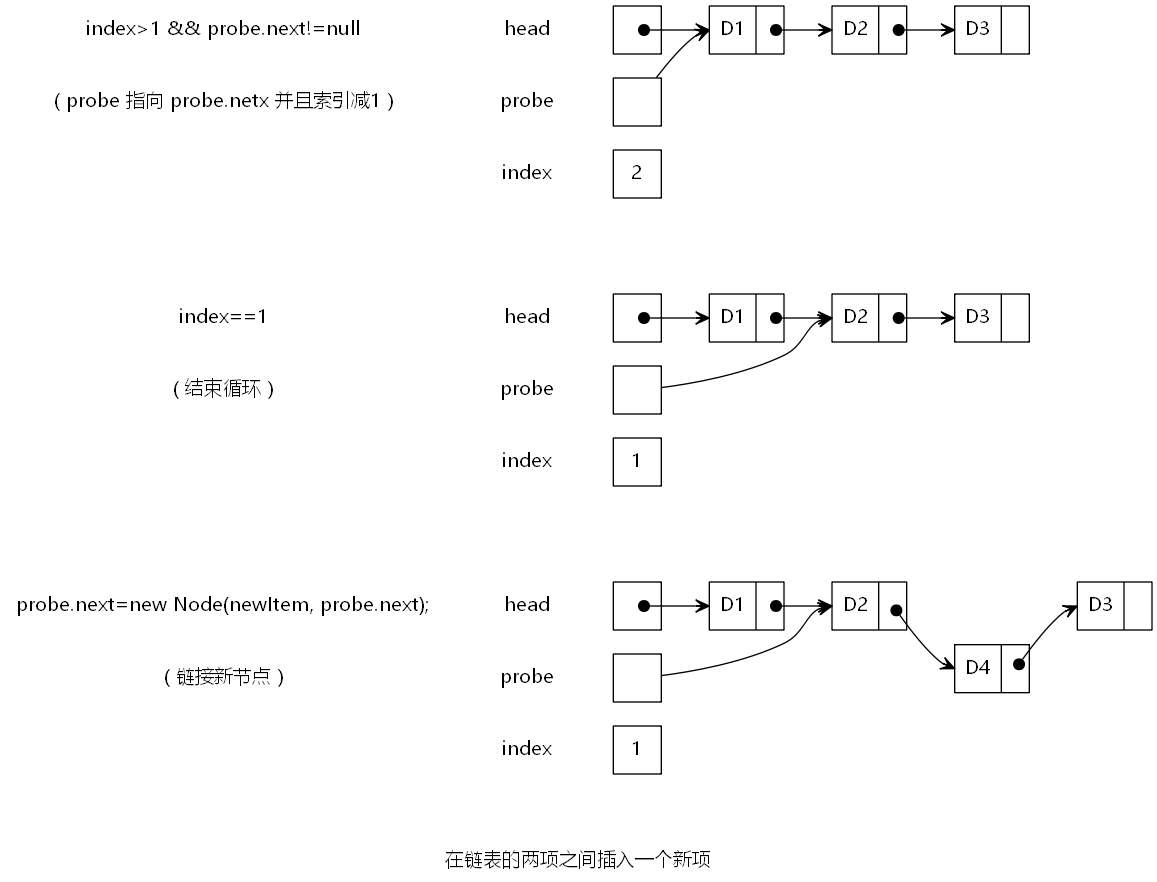 index>1 && probe.next!=null head D1 D2 D3
( probe 指向 probe.netx 并且索引减1 ) probe
index 2
index==1 head D1 D2 D3
( 结束循环 ) probe
index 1
probe.next=new Node(newItem, probe.next); head D1 D2 D3
( 链接新节点 ) probe D4
index 1
在链表的两项之间插入一个新项